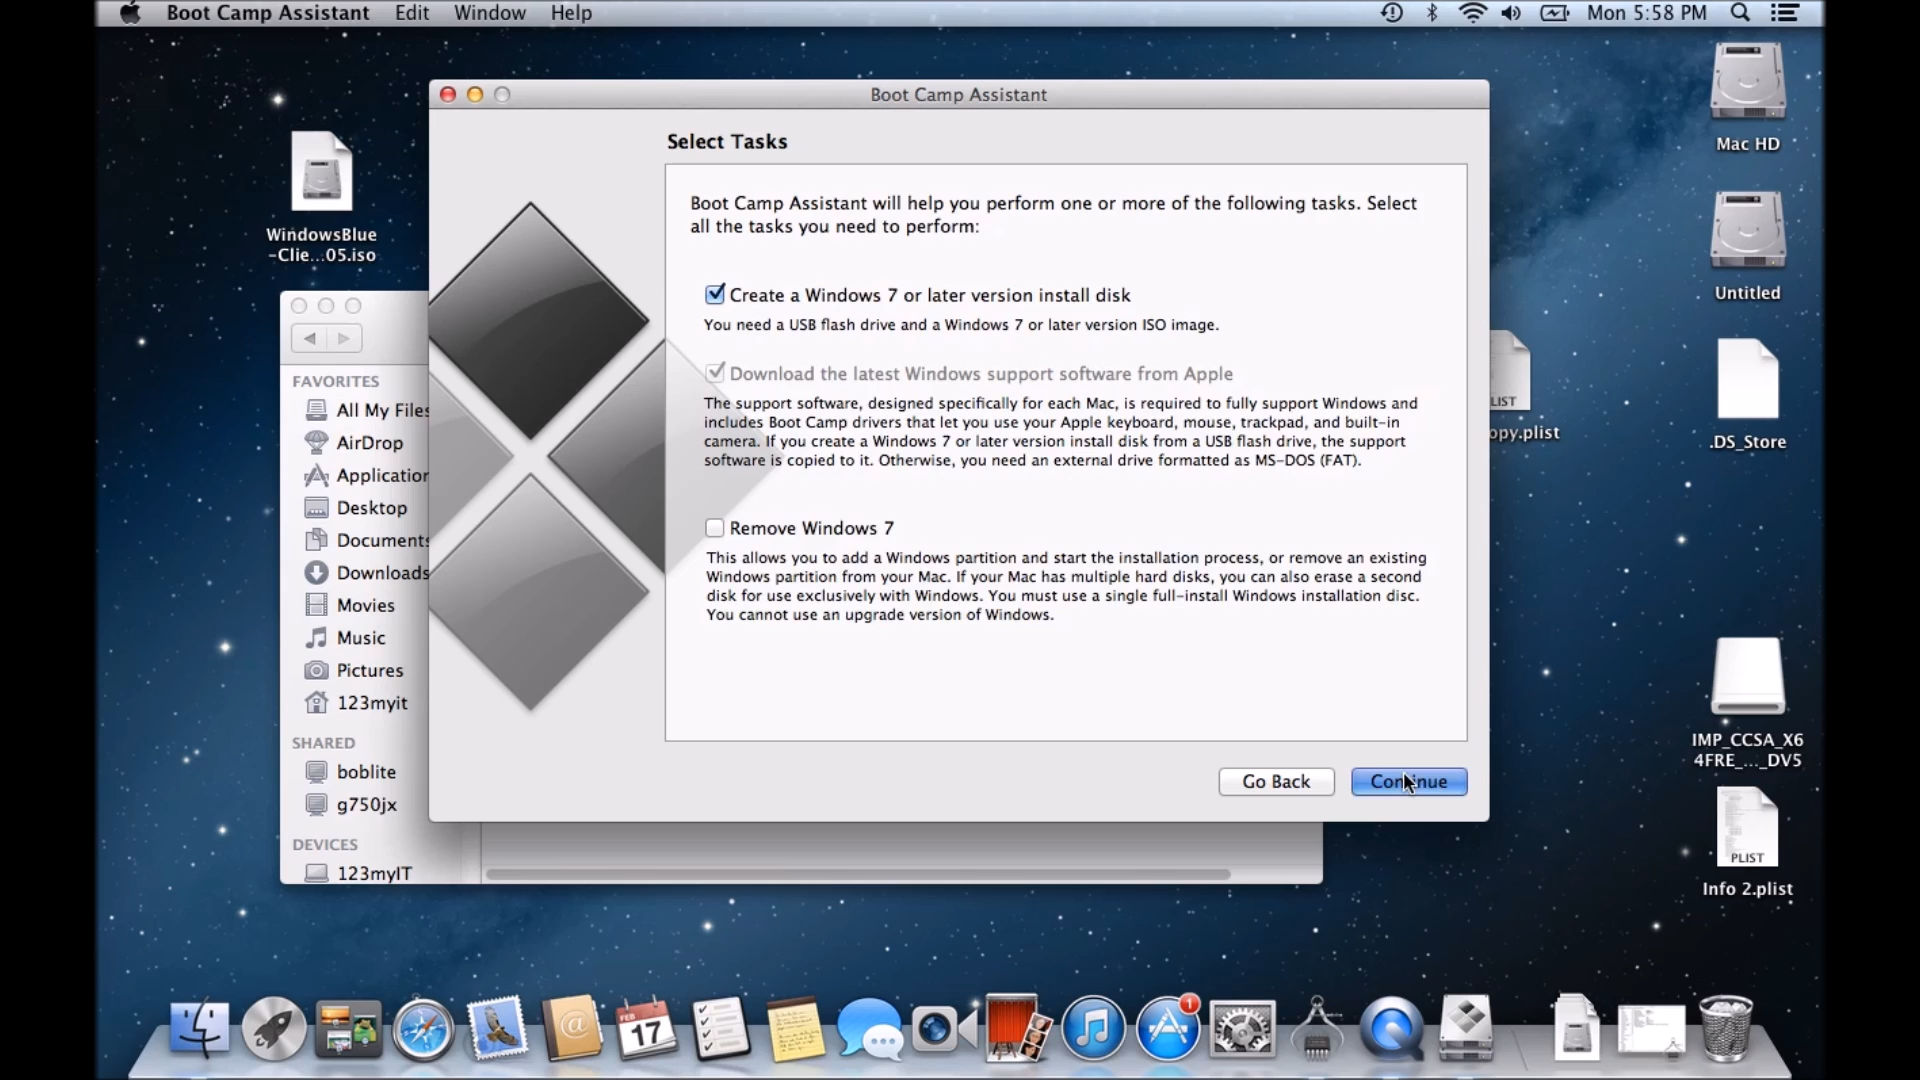 Boot Camp Assistant Edit Window Help Mon 5:58 PM
Boot Camp Assistant
Select Tasks
Boot Camp Assistant will help you perform one or more of the following tasks. Select
all the tasks you need to perform:
Create a Windows 7 or later version install disk
You need a USB flash drive and a Windows 7 or later version ISO image.
Download the latest Windows support software from Apple
The support software, designed specifically for each Mac, is required to fully support Windows and
includes Boot Camp drivers that let you use your Apple keyboard, mouse, trackpad, and built-in
camera. If you create a Windows 7 or later version install disk from a USB flash drive, the support
software is copied to it. Otherwise, you need an external drive formatted as MS-DOS (FAT).
Remove Windows 7
This allows you to add a Windows partition and start the installation process, or remove an existing
Windows partition from your Mac. If your Mac has multiple hard disks, you can also erase a second
disk for use exclusively with Windows. You must use a single full-install Windows installation disc.
You cannot use an upgrade version of Windows.
Go Back
Continue
WindowsBlue
-Clie...05.iso
FAVORITES
All My Files
AirDrop
Application
Desktop
Documents
Downloads
Movies
Music
Pictures
123myit
SHARED
boblite
g750jx
DEVICES
123myIT
Mac HD
Untitled
LIST
opy.plist
.DS_Store
IMP_CCSA_X6
4FRE_..._DV5
PLIST
Info 2.plist
FEB
17
1